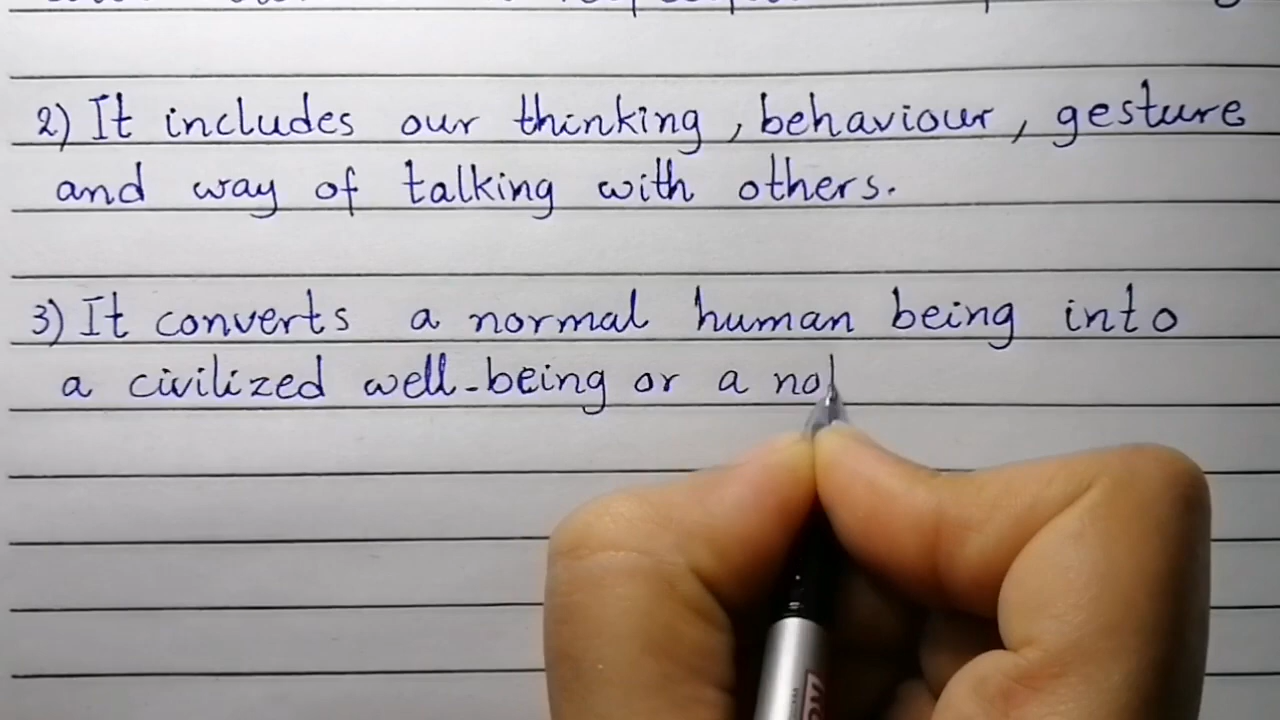 2) It includes our thinking, behaviour, gesture
and way of talking with others.
3) It converts a normal human being into
a civilized well-being or a